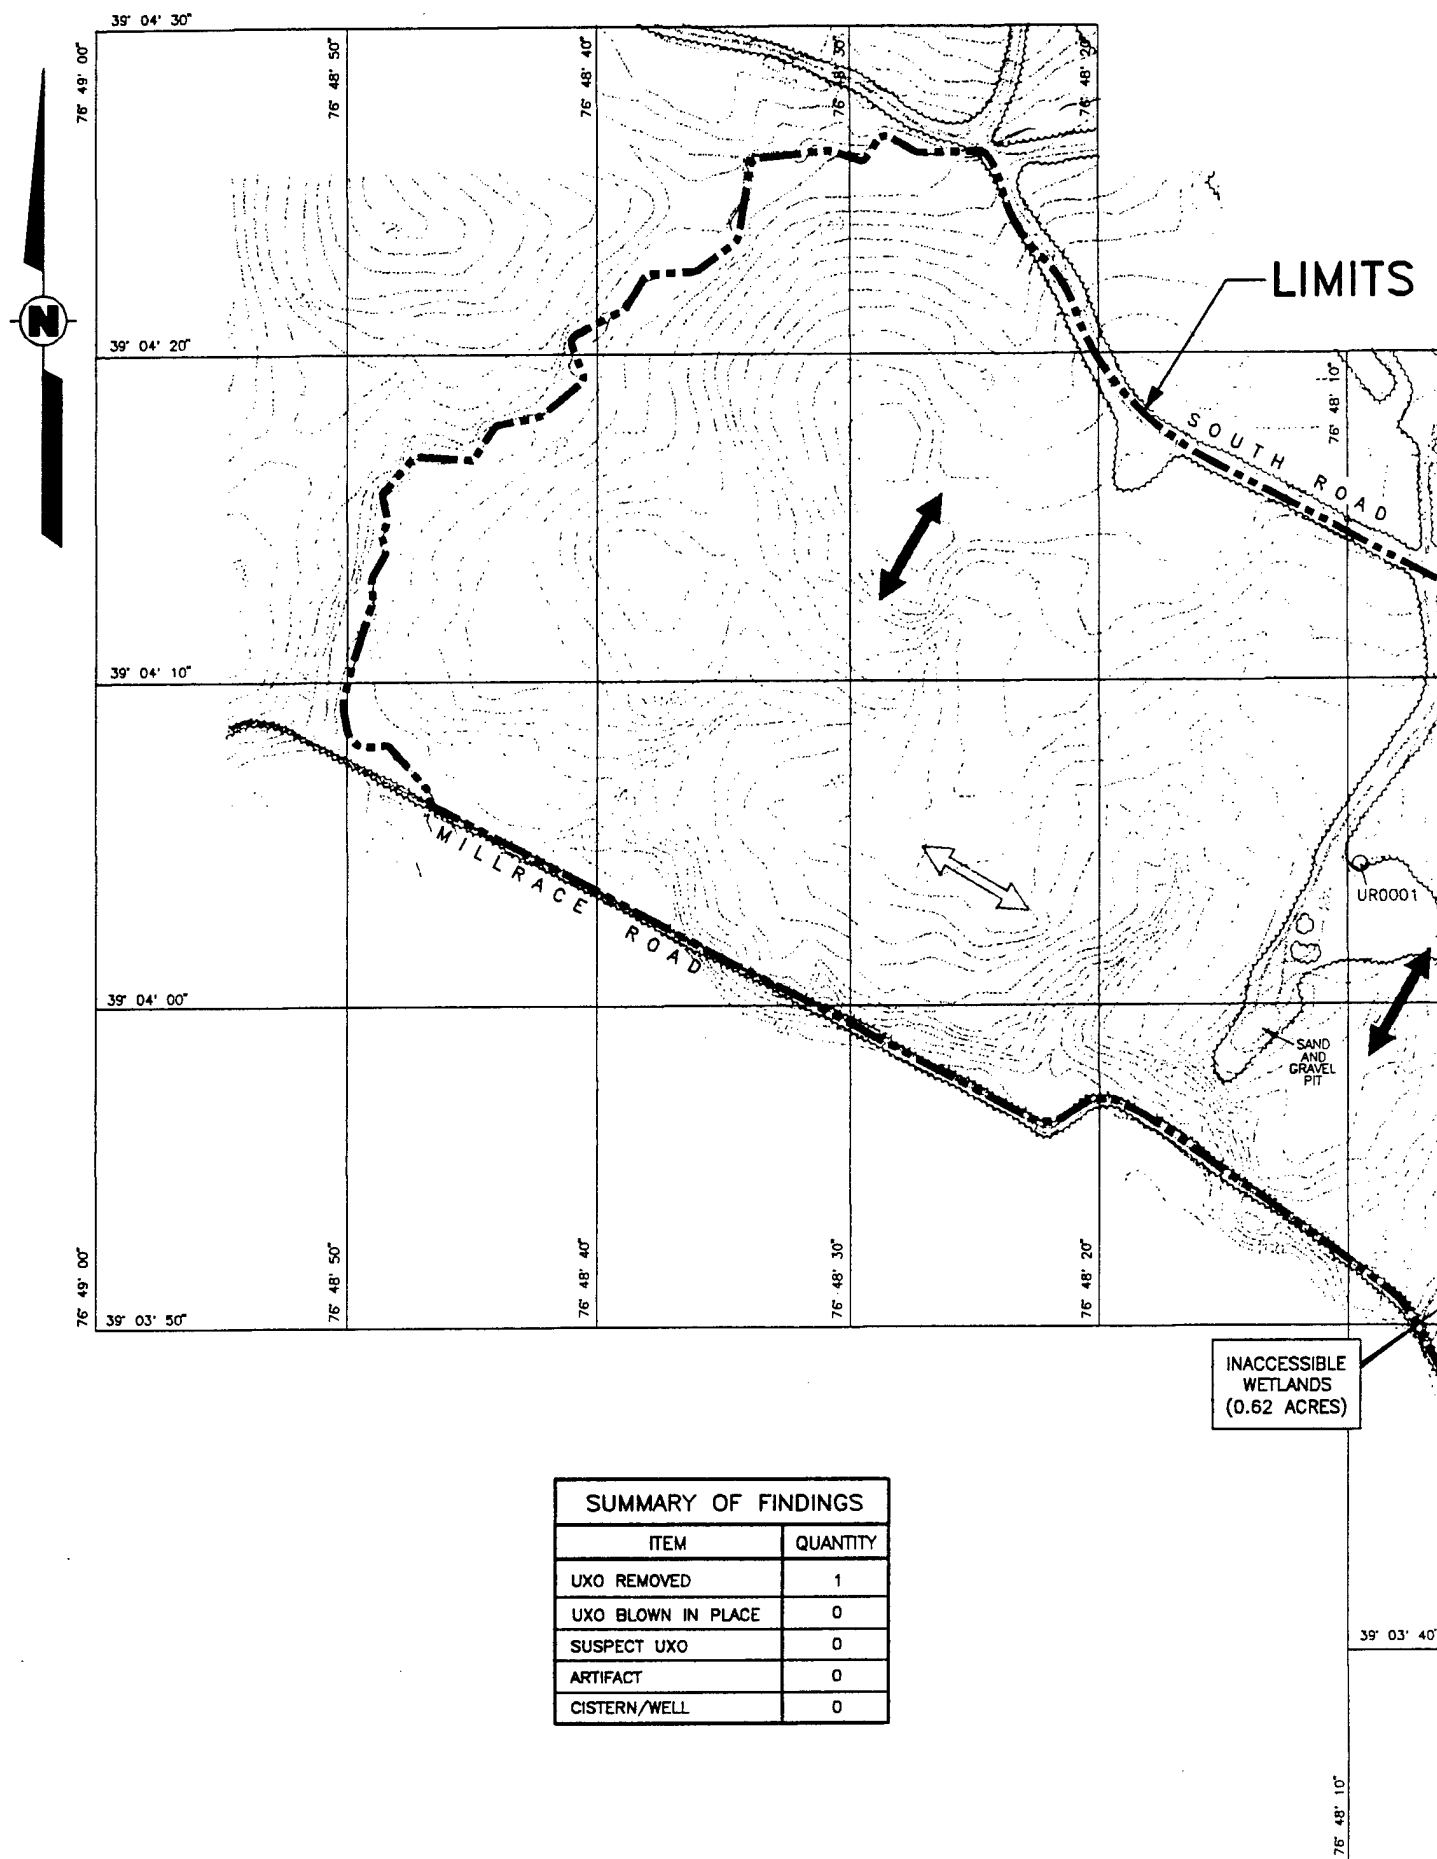 39° 04' 30"
76° 49' 00"
76° 48' 50"
76° 48' 40"
76° 48' 30"
76° 48' 20"
N
LIMITS
39° 04' 20"
76° 48' 10"
SOUTH ROAD
39° 04' 10"
MILLRACE ROAD
UR0001
39° 04' 00"
SAND
AND
GRAVEL
PIT
76° 49' 00"
76° 48' 50"
76° 48' 40"
76° 48' 30"
76° 48' 20"
39° 03' 50"
INACCESSIBLE
WETLANDS
(0.62 ACRES)
SUMMARY OF FINDINGS
ITEM QUANTITY
UXO REMOVED 1
UXO BLOWN IN PLACE 0
SUSPECT UXO 0
ARTIFACT 0
CISTERN/WELL 0
39° 03' 40"
76° 48' 10"